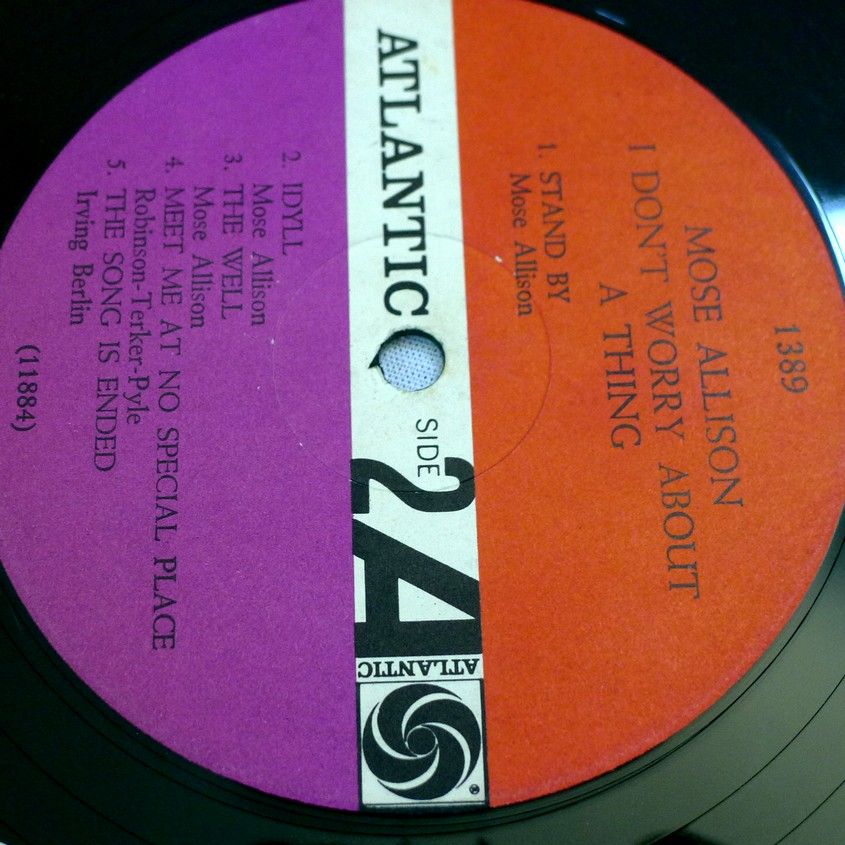 1389
MOSE ALLISON
I DON'T WORRY ABOUT
A THING
1. STAND BY
Mose Allison
ATLANTIC
SIDE 2
ATLANTIC
®
2. IDYLL
Mose Allison
3. THE WELL
Mose Allison
4. MEET ME AT NO SPECIAL PLACE
Robinson-Terker-Pyle
5. THE SONG IS ENDED
Irving Berlin
(11884)